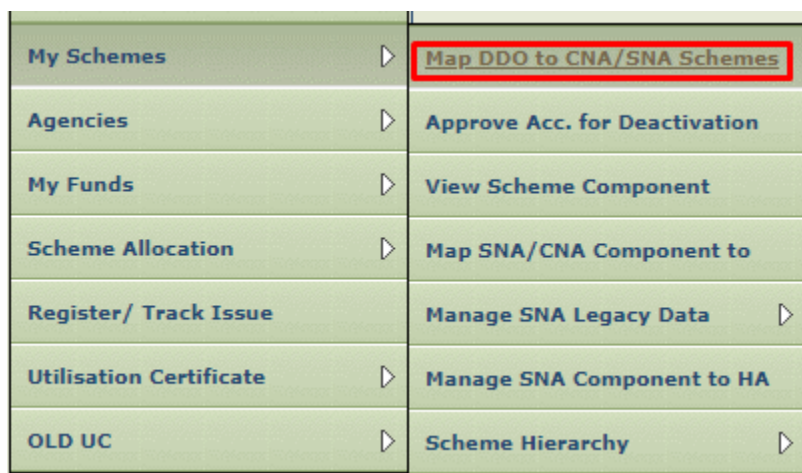 My Schemes
Agencies
My Funds
Scheme Allocation
Register/ Track Issue
Utilisation Certificate
OLD UC
Map DDO to CNA/SNA Schemes
Approve Acc. for Deactivation
View Scheme Component
Map SNA/CNA Component to
Manage SNA Legacy Data
Manage SNA Component to HA
Scheme Hierarchy